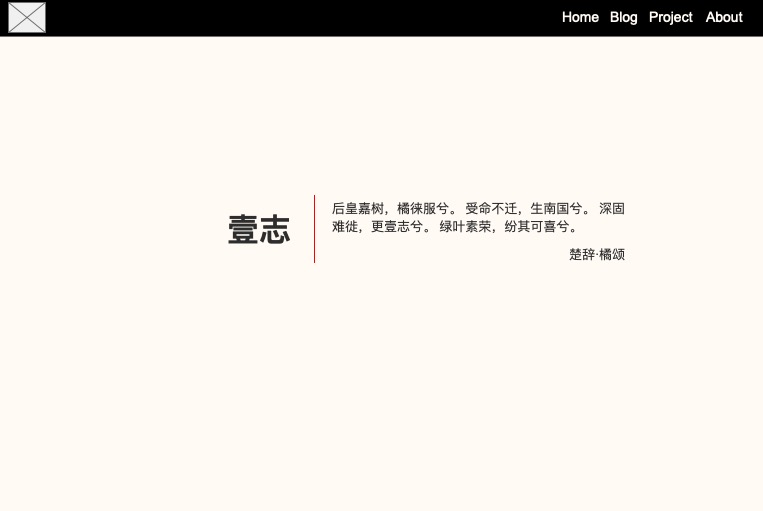 Home Blog Project About
壹志
后皇嘉树，橘徕服兮。 受命不迁，生南国兮。 深固
难徙，更壹志兮。 绿叶素荣，纷其可喜兮。
楚辞·橘颂